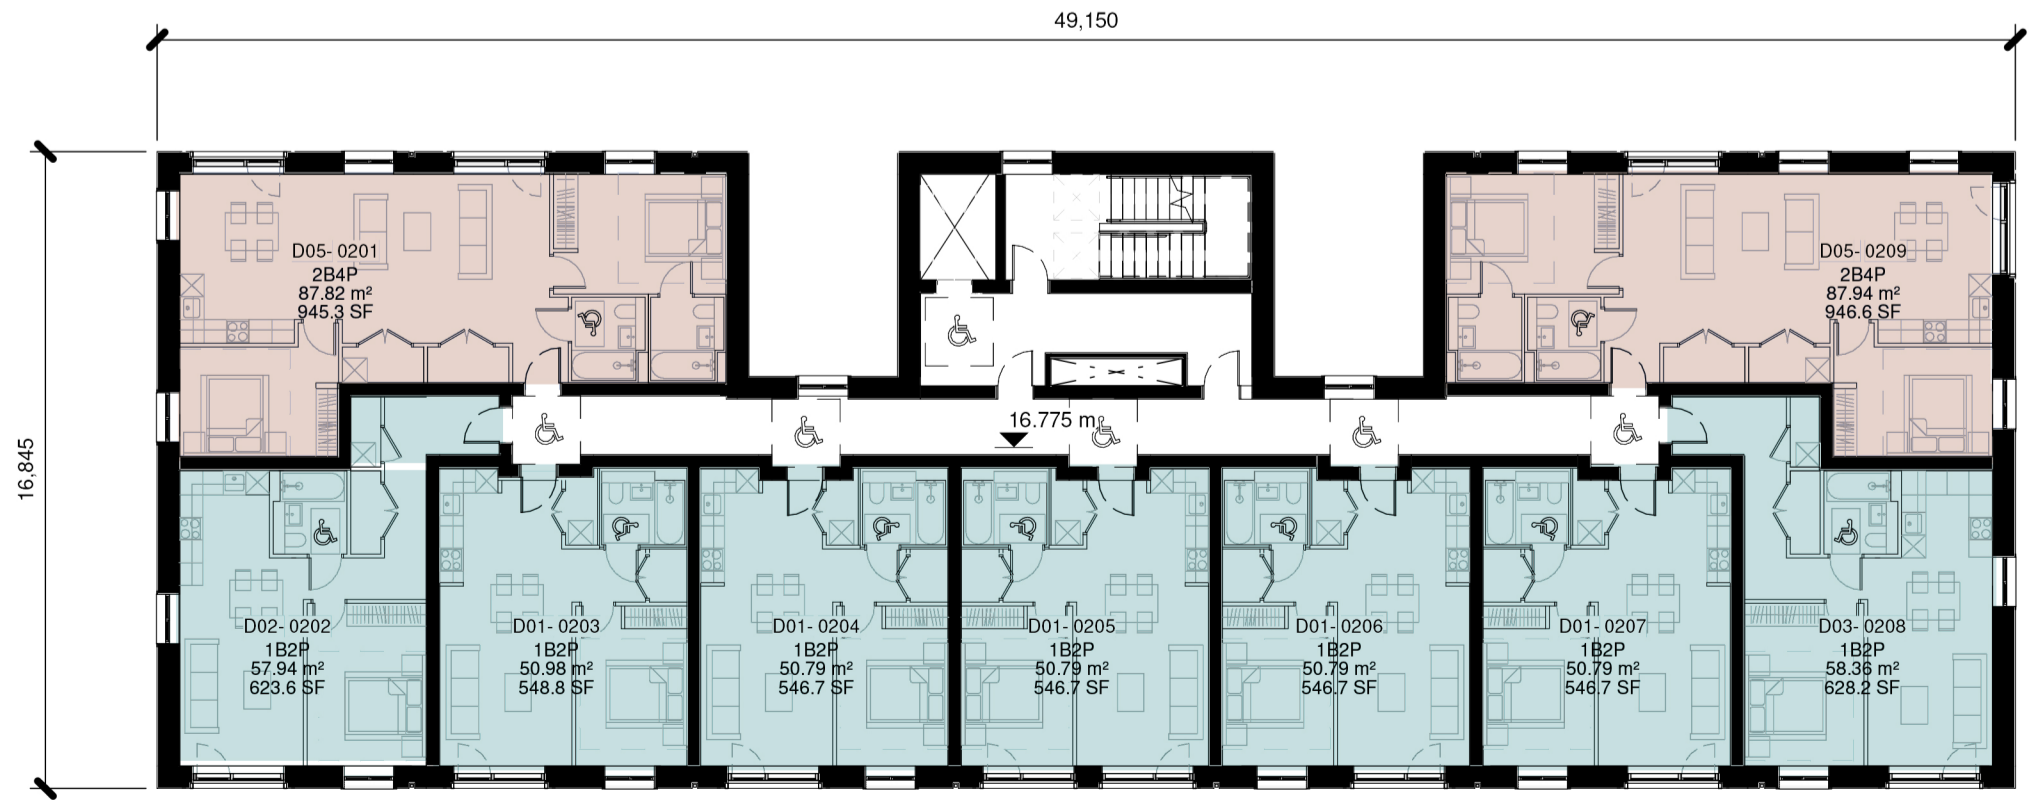 49,150
16,845
D05- 0201
2B4P
87.82 m²
945.3 SF
D05- 0209
2B4P
87.94 m²
946.6 SF
16.775 m
D02- 0202
1B2P
57.94 m²
623.6 SF
D01- 0203
1B2P
50.98 m²
548.8 SF
D01- 0204
1B2P
50.79 m²
546.7 SF
D01- 0205
1B2P
50.79 m²
546.7 SF
D01- 0206
1B2P
50.79 m²
546.7 SF
D01- 0207
1B2P
50.79 m²
546.7 SF
D03- 0208
1B2P
58.36 m²
628.2 SF